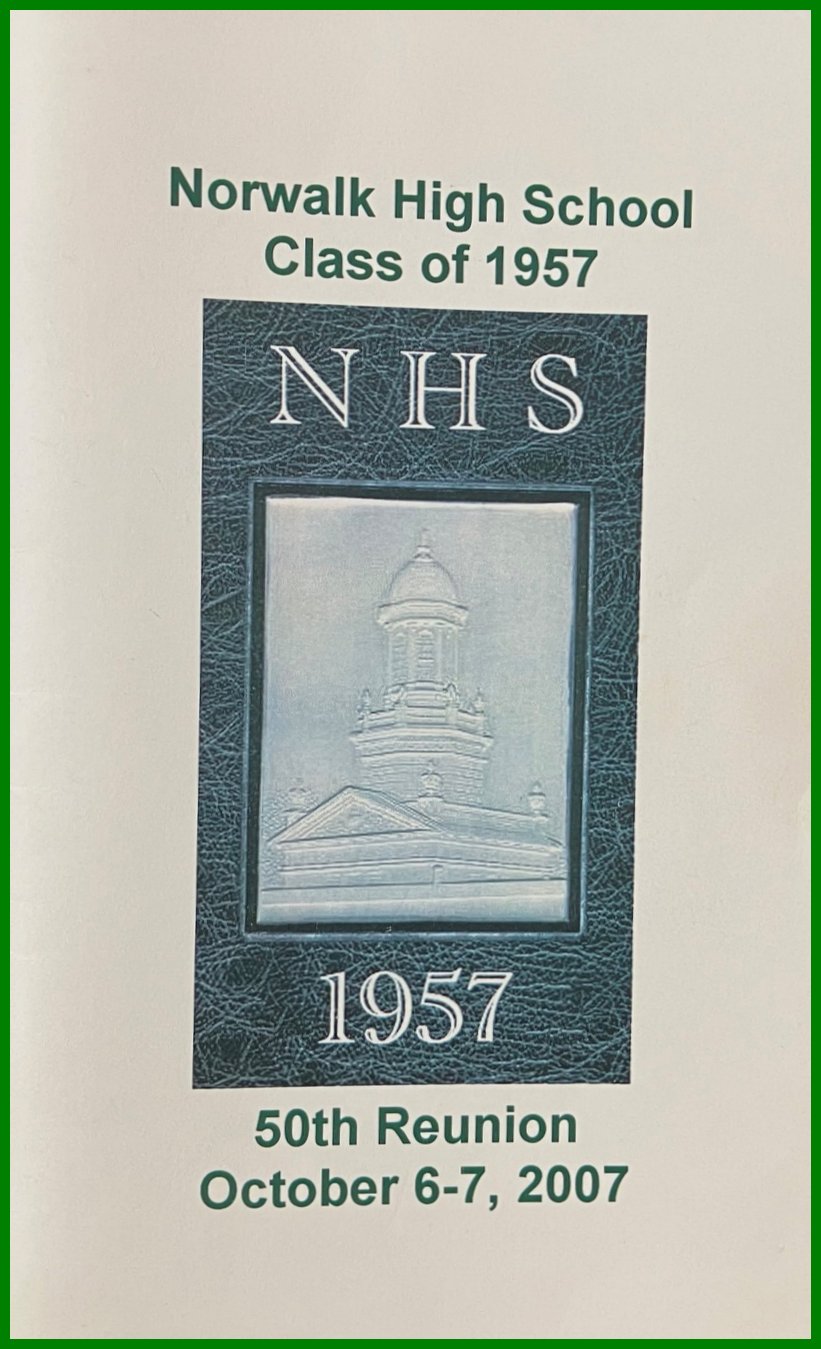 Norwalk High School
Class of 1957
NHS
1957
50th Reunion
October 6-7, 2007